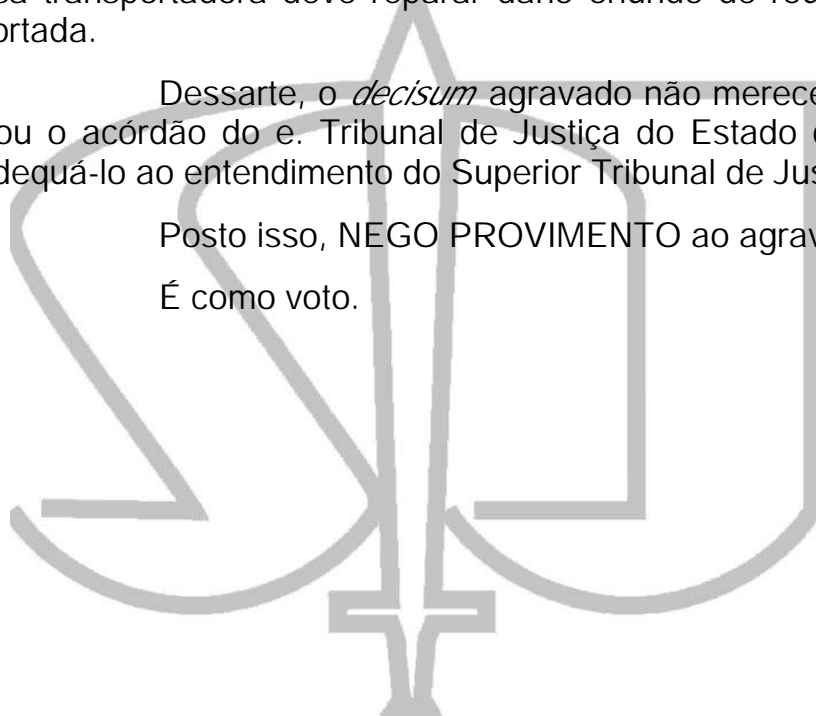 transportadora deve reparar dano oriundo de
ortada.
Dessarte, o decisum agravado não merece
ou o acórdão do e. Tribunal de Justiça do Estado
dequá-lo ao entendimento do Superior Tribunal de Jus
Posto isso, NEGO PROVIMENTO ao agrav
É como voto.